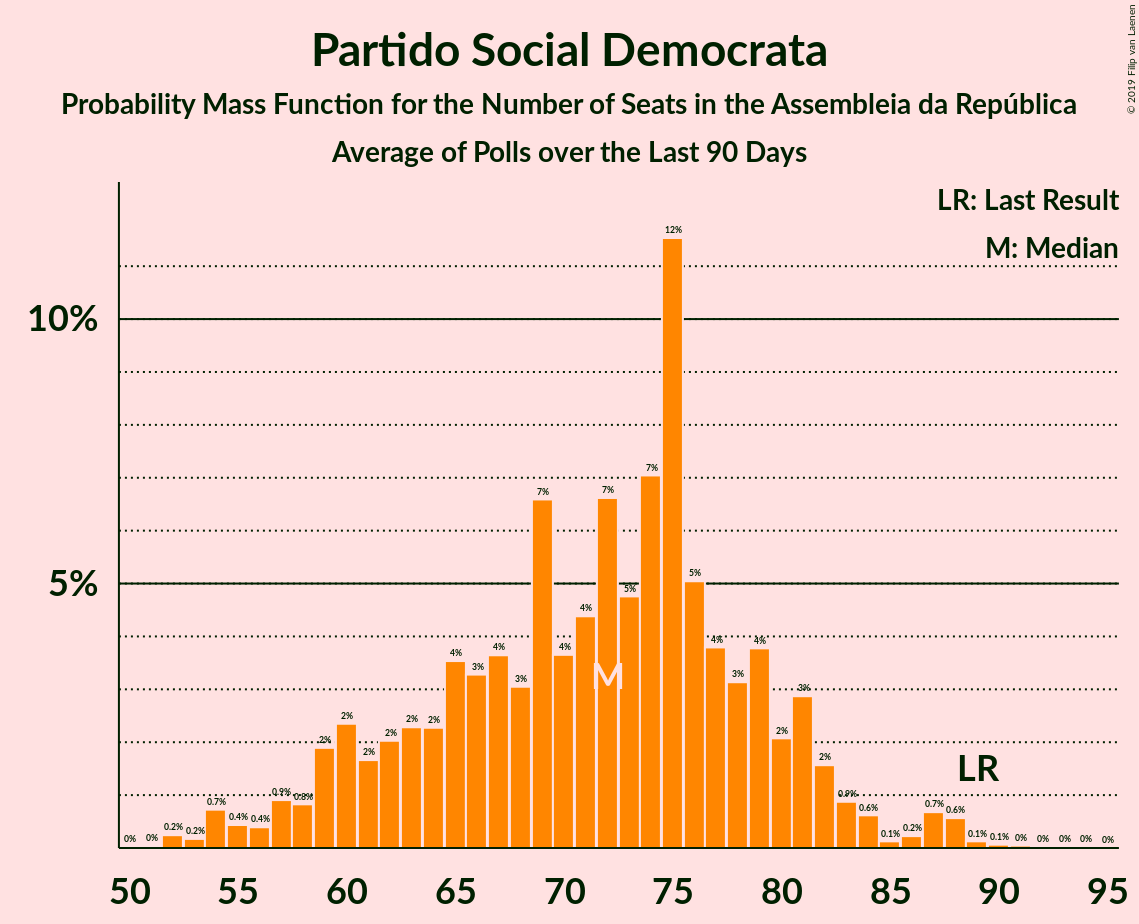 Partido Social Democrata
Probability Mass Function for the Number of Seats in the Assembleia da República
Average of Polls over the Last 90 Days
© 2019 Filip van Laenen
LR: Last Result
M: Median
10%
5%
0% 0% 0.2% 0.2% 0.7% 0.4% 0.4% 0.9% 0.8% 2% 2% 2% 2% 2% 2% 4% 3% 4% 3% 7% 4% 4% 7% 5% 7% 12% 5% 4% 3% 4% 2% 3% 2% 0.9% 0.6% 0.1% 0.2% 0.7% 0.6% 0.1% 0.1% 0% 0% 0% 0% 0%
M
LR
50 55 60 65 70 75 80 85 90 95